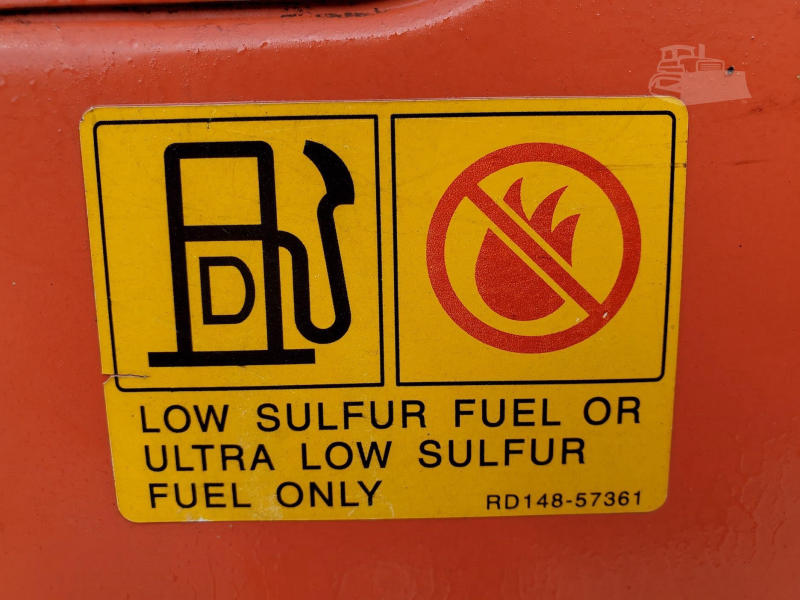 D
LOW SULFUR FUEL OR
ULTRA LOW SULFUR
FUEL ONLY
RD148-57361